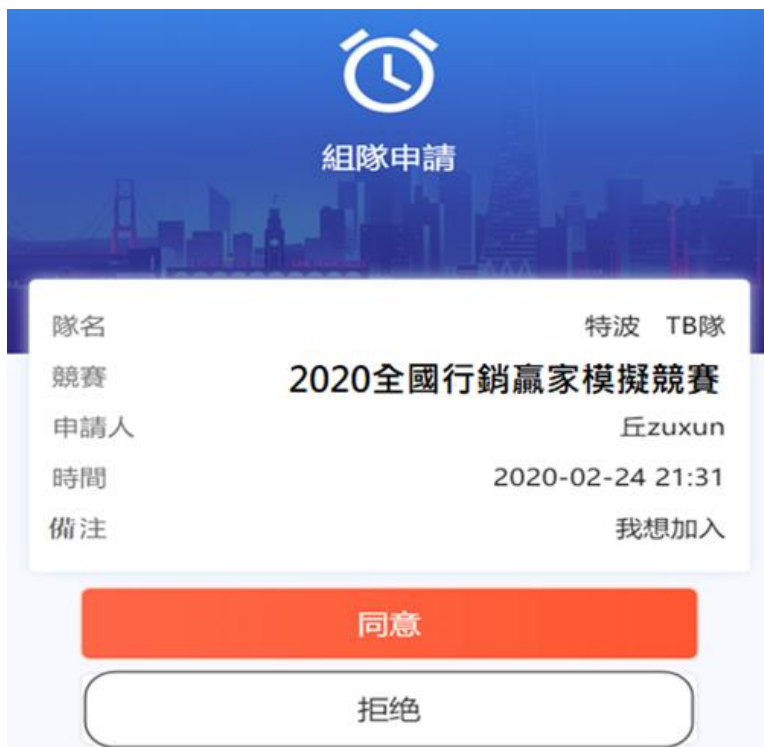 組隊申請
隊名 特波 TB隊
競賽 2020全國行銷贏家模擬競賽
申請人 丘zuxun
時間 2020-02-24 21:31
備注 我想加入
同意
拒绝